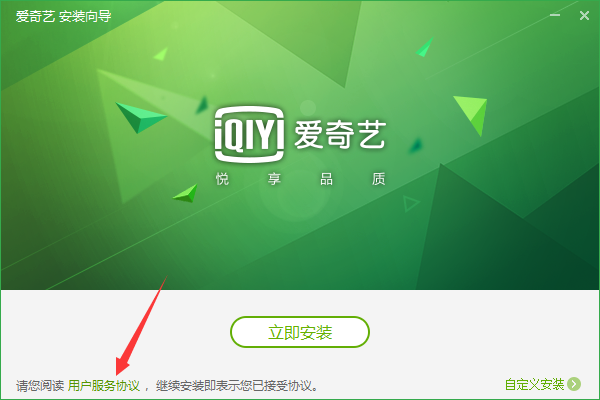 爱奇艺 安装向导
iQIYI 爱奇艺
悦享品质
立即安装
请您阅读 用户服务协议 ，继续安装即表示您已接受协议。
自定义安装